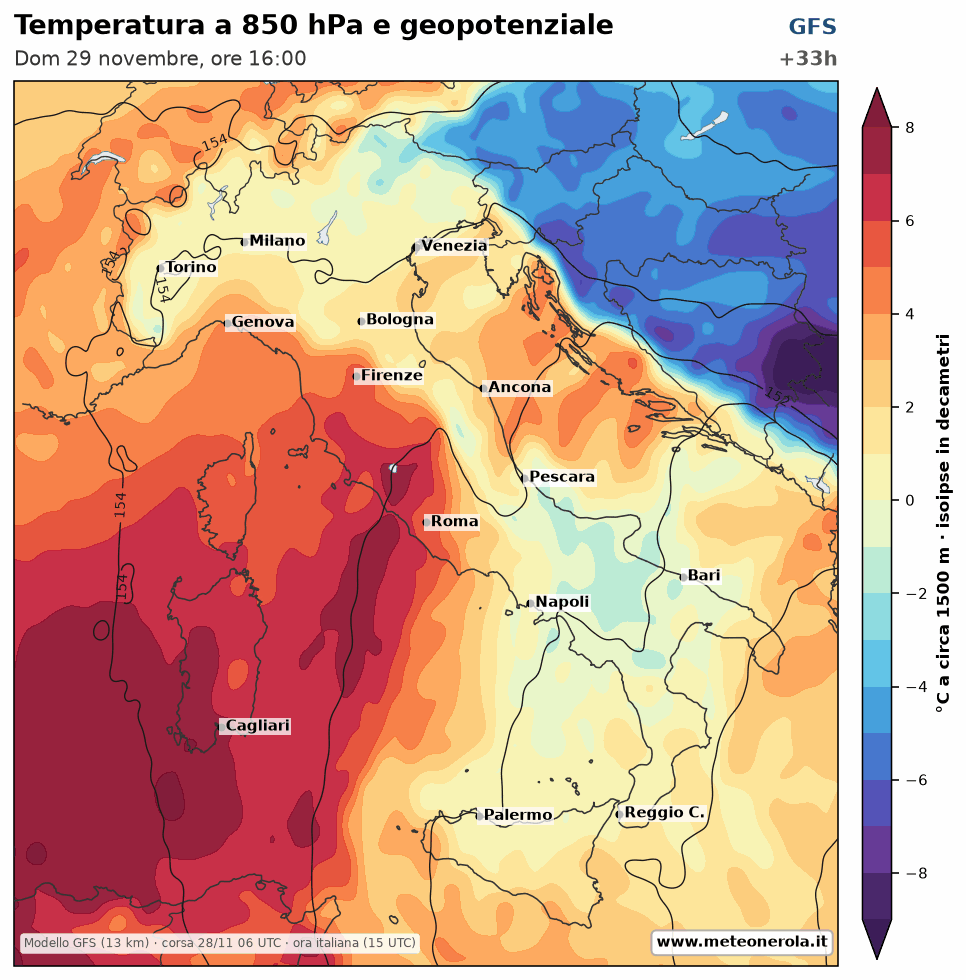 Temperatura a 850 hPa e geopotenziale
GFS
Dom 29 novembre, ore 16:00
+33h
154
Milano
Venezia
154
Torino
154
Genova
Bologna
Firenze
Ancona
152
Pescara
154
Roma
Bari
154
Napoli
Cagliari
Palermo
Reggio C.
8
6
4
2
0
−2
−4
−6
−8
°C a circa 1500 m · isoipse in decametri
Modello GFS (13 km) · corsa 28/11 06 UTC · ora italiana (15 UTC)
www.meteonerola.it